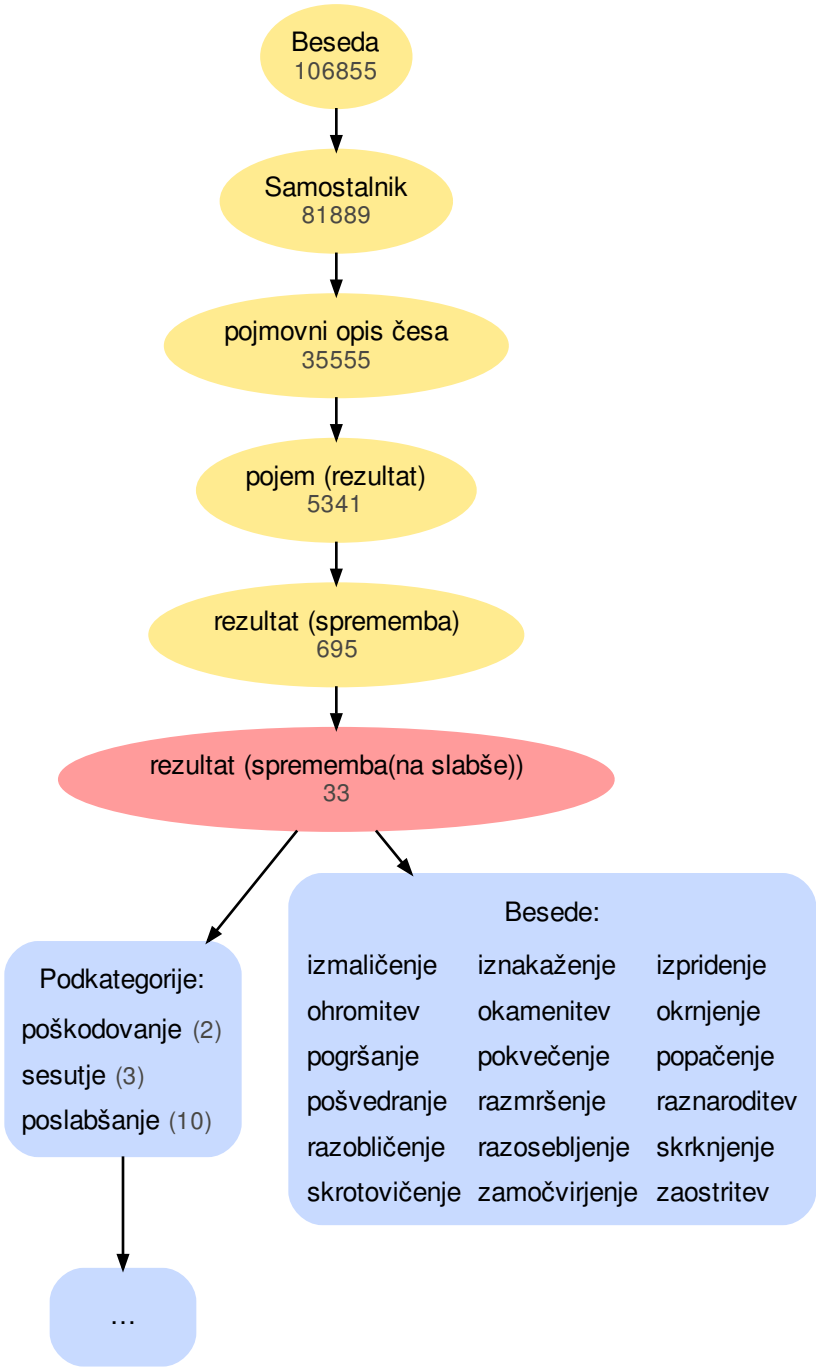 Beseda
106855
Samostalnik
81889
pojmovni opis česa
35555
pojem (rezultat)
5341
rezultat (sprememba)
695
rezultat (sprememba(na slabše))
33
Podkategorije:
poškodovanje (2)
sesutje (3)
poslabšanje (10)
...
Besede:
izmaličenje iznakaženje izpridenje
ohromitev okamenitev okrnjenje
pogršanje pokvečenje popačenje
pošvedranje razmršenje raznaroditev
razobličenje razosebljenje skrknjenje
skrotovičenje zamočvirjenje zaostritev